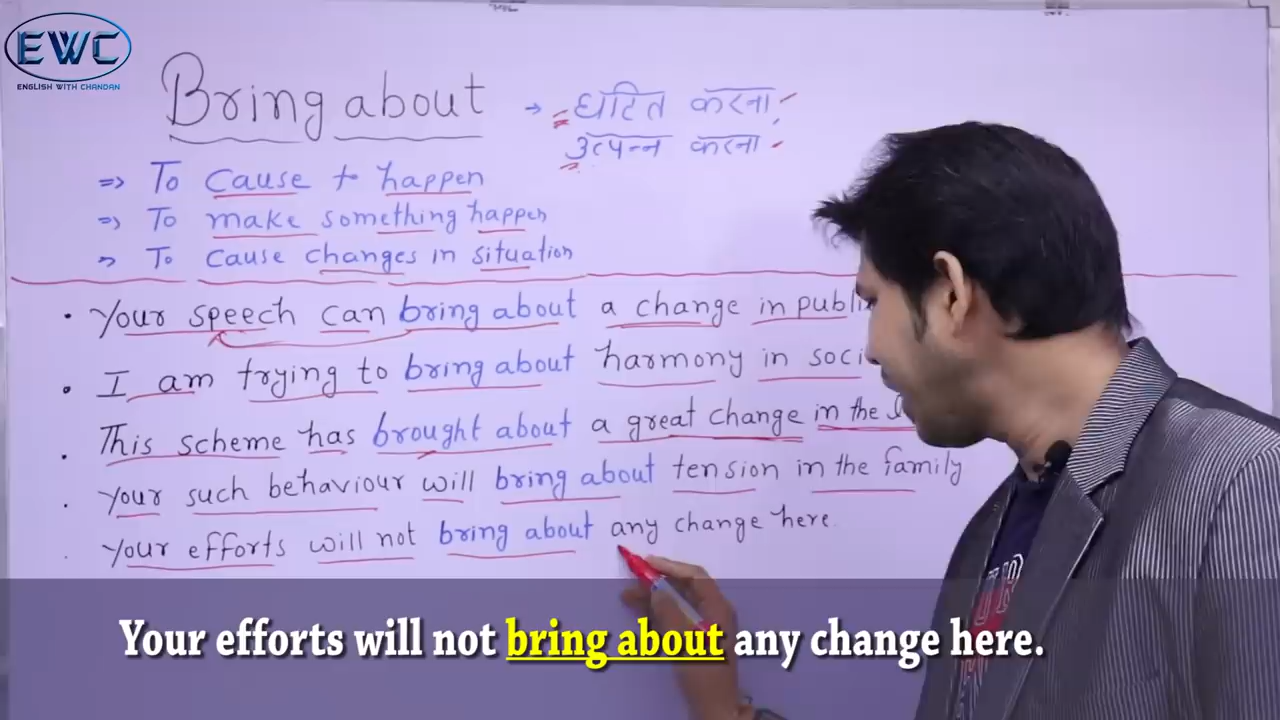 EWC
ENGLISH WITH CHANDAN
Bring about → घटित करना,
उत्पन्न करना
⇒ To cause to happen
⇒ To make something happen
⇒ To cause changes in situation
• Your speech can bring about a change in
• I am trying to bring about harmony in
• This scheme has brought about a great change in the
• Your such behaviour will bring about tension in the family
• Your efforts will not bring about any change here.
Your efforts will not bring about any change here.